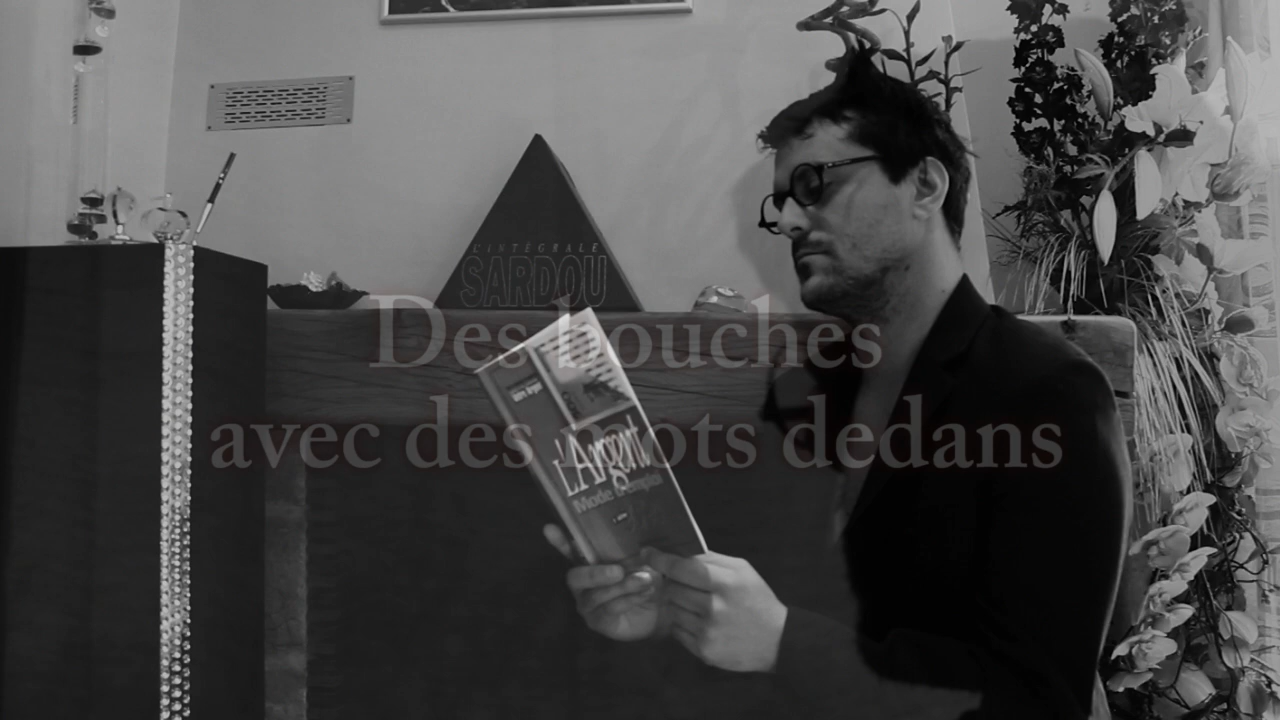 L'INTÉGRALE
SARDOU
Des bouches
avec des mots dedans
L'Argent
Mode d'emploi